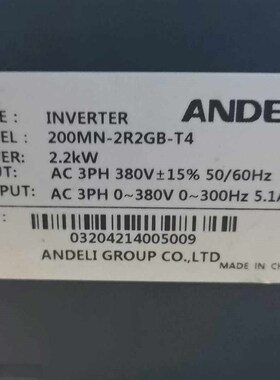 E : INVERTER ANDEL
EL : 200MN-2R2GB-T4
ER: 2.2kW
UT: AC 3PH 380V±15% 50/60Hz
PUT: AC 3PH 0~380V 0~300Hz 5.1A
03204214005009
ANDELI GROUP CO.,LTD
MADE IN CH